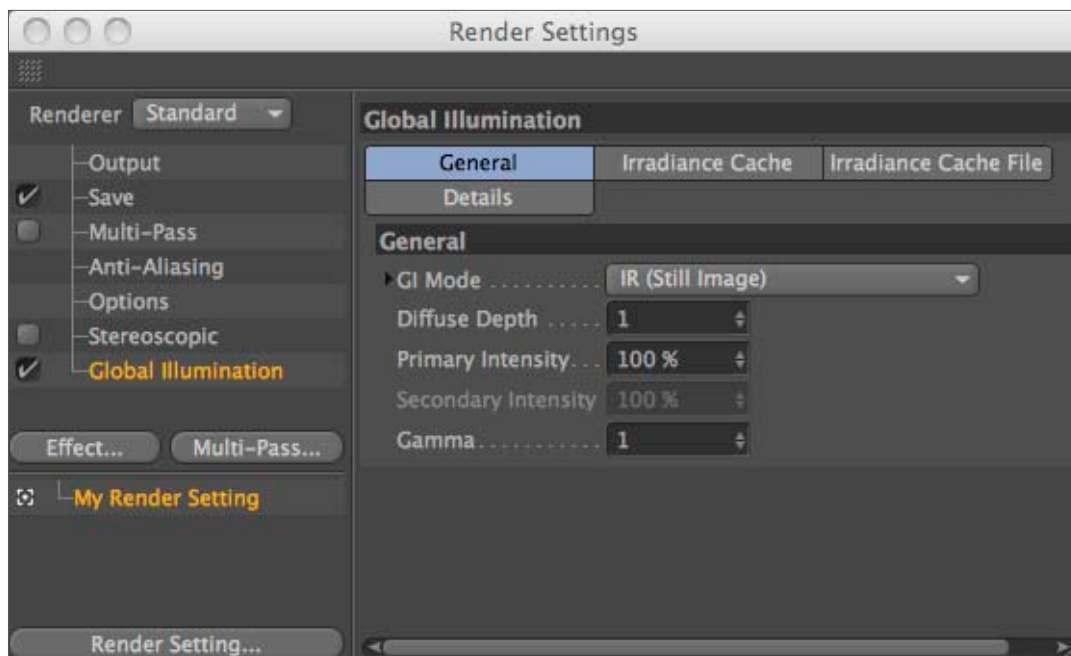 Render Settings
Renderer Standard
Output
Save
Multi-Pass
Anti-Aliasing
Options
Stereoscopic
Global Illumination
Effect... Multi-Pass...
My Render Setting
Render Setting...
Global Illumination
General Irradiance Cache Irradiance Cache File
Details
General
GI Mode .......... IR (Still Image)
Diffuse Depth ..... 1
Primary Intensity... 100 %
Secondary Intensity 100 %
Gamma........... 1